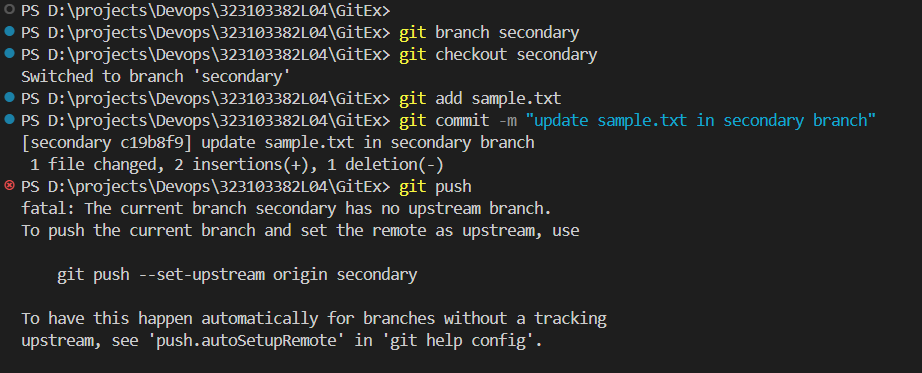 PS D:\projects\Devops\323103382L04\GitEx>
PS D:\projects\Devops\323103382L04\GitEx> git branch secondary
PS D:\projects\Devops\323103382L04\GitEx> git checkout secondary
Switched to branch 'secondary'
PS D:\projects\Devops\323103382L04\GitEx> git add sample.txt
PS D:\projects\Devops\323103382L04\GitEx> git commit -m "update sample.txt in secondary branch"
[secondary c19b8f9] update sample.txt in secondary branch
 1 file changed, 2 insertions(+), 1 deletion(-)
PS D:\projects\Devops\323103382L04\GitEx> git push
fatal: The current branch secondary has no upstream branch.
To push the current branch and set the remote as upstream, use

    git push --set-upstream origin secondary

To have this happen automatically for branches without a tracking
upstream, see 'push.autoSetupRemote' in 'git help config'.